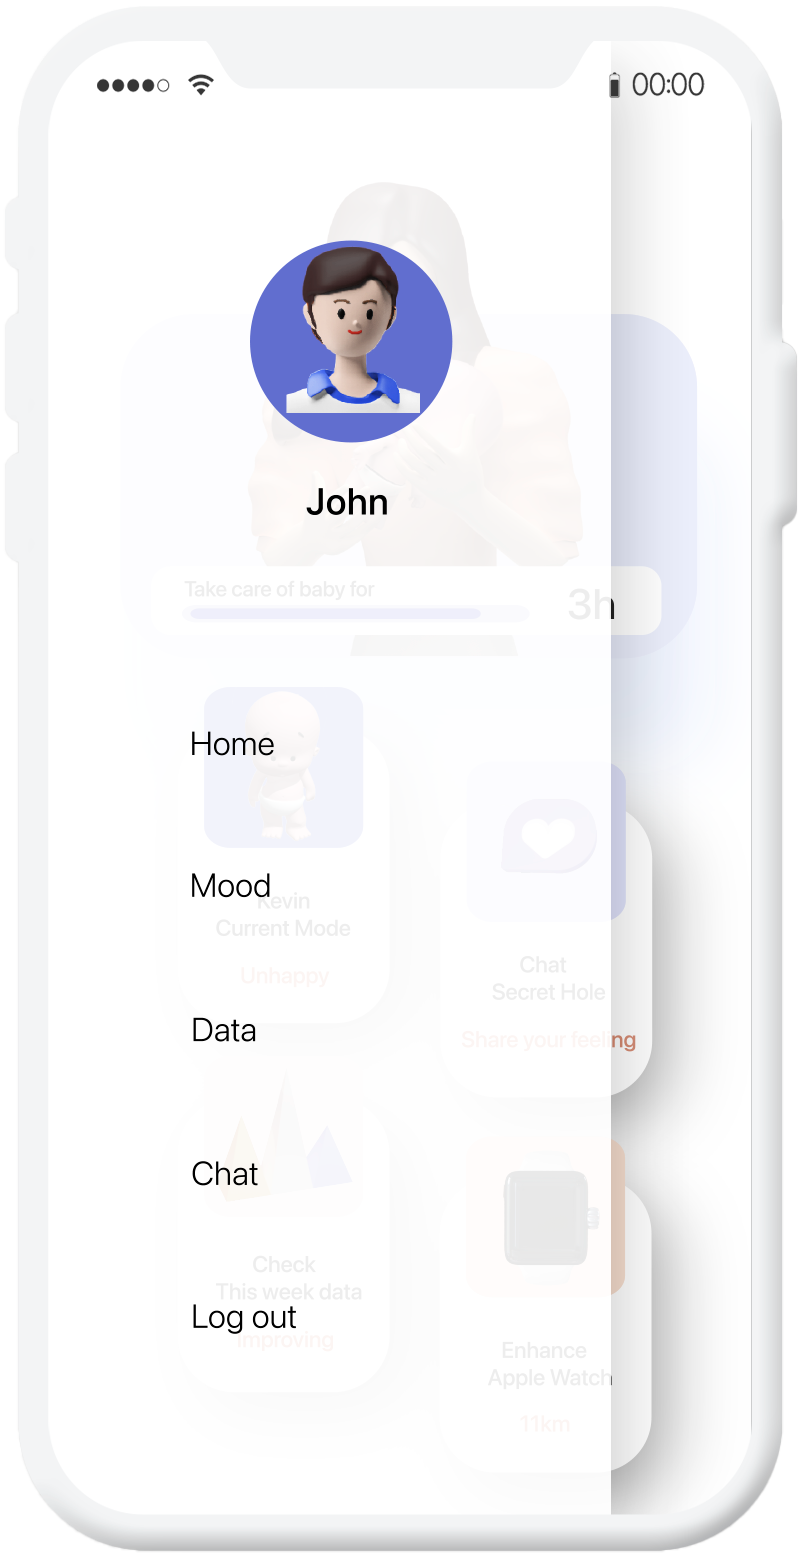 00:00
John
Take care of baby for
3h
Home
Mood
Kevin
Current Mode
Unhappy
Chat
Secret Hole
Share your feeling
Data
Chat
Check
This week data
Log out
Improving
Enhance
Apple Watch
11km